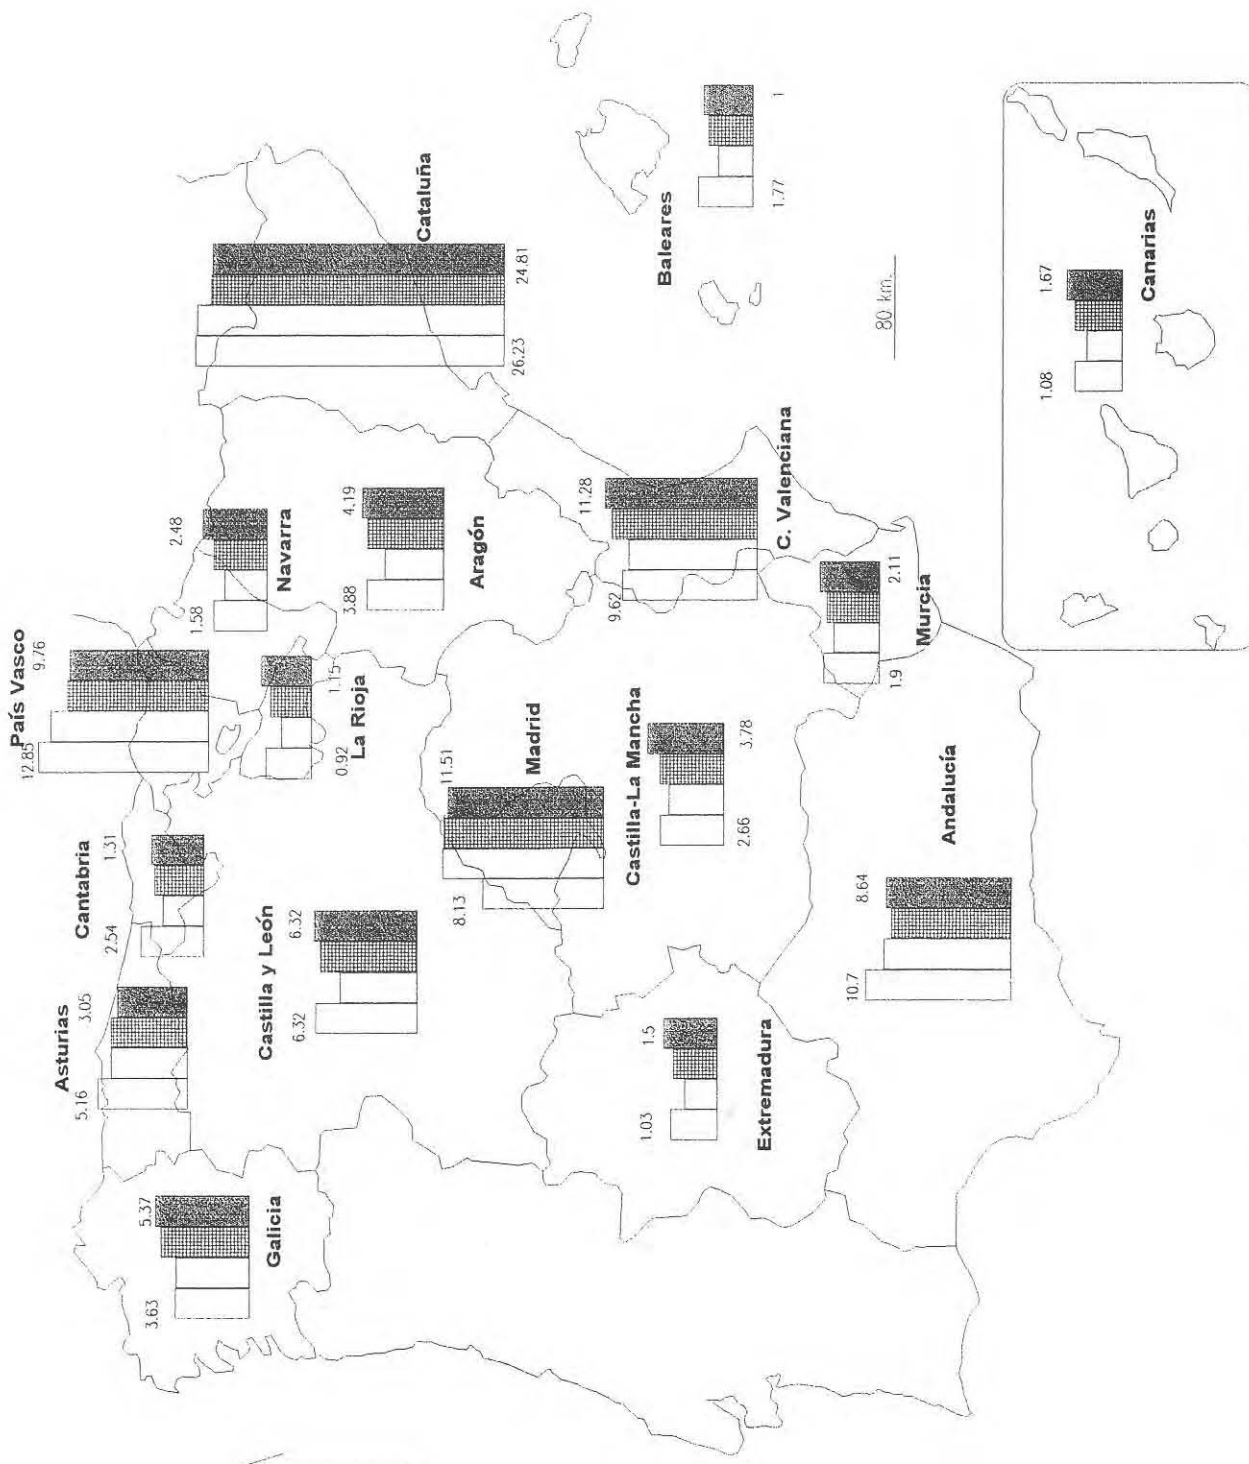 País Vasco
12.85
9.76
Cantabria
2.54
1.31
Asturias
5.16
3.05
Galicia
3.63
5.37
Navarra
1.58
2.48
La Rioja
0.92
1.15
Cataluña
26.23
24.81
Aragón
3.88
4.19
Castilla y León
6.32
6.32
Madrid
8.13
11.51
Castilla-La Mancha
2.66
3.78
C. Valenciana
9.62
11.28
Baleares
1.77
1
Extremadura
1.03
1.5
Murcia
1.9
2.11
Andalucía
10.7
8.64
Canarias
1.08
1.67
80 km.